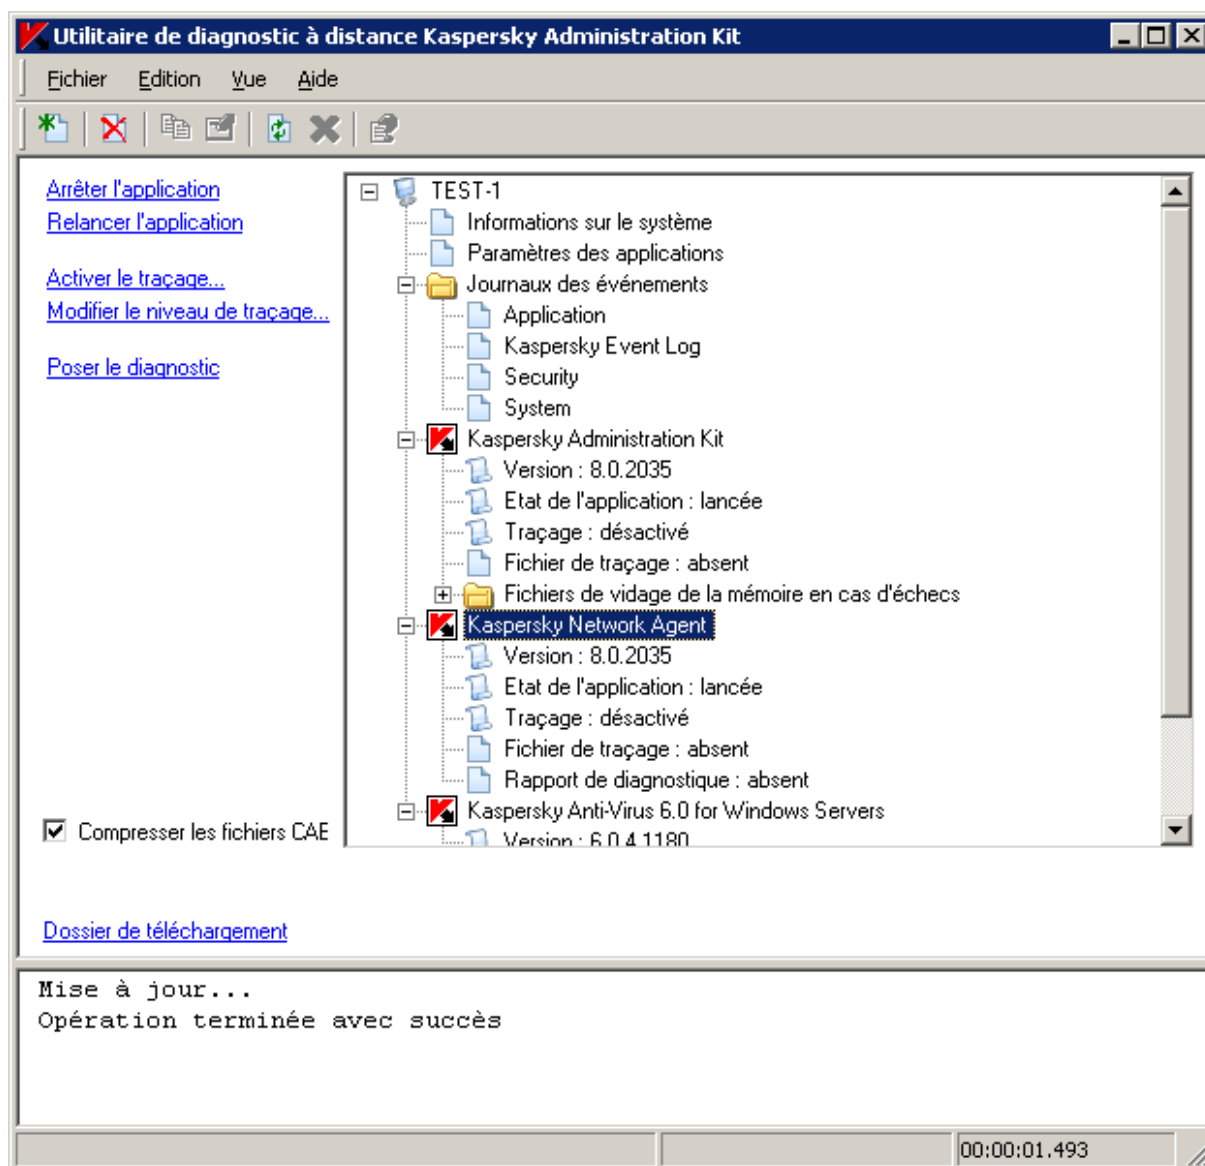 Utilitaire de diagnostic à distance Kaspersky Administration Kit
Fichier Edition Vue Aide
Arrêter l'application
Relancer l'application
Activer le traçage...
Modifier le niveau de traçage...
Poser le diagnostic
Compresser les fichiers CAE
Dossier de téléchargement
TEST-1
Informations sur le système
Paramètres des applications
Journaux des événements
Application
Kaspersky Event Log
Security
System
Kaspersky Administration Kit
Version : 8.0.2035
Etat de l'application : lancée
Traçage : désactivé
Fichier de traçage : absent
Fichiers de vidage de la mémoire en cas d'échecs
Kaspersky Network Agent
Version : 8.0.2035
Etat de l'application : lancée
Traçage : désactivé
Fichier de traçage : absent
Rapport de diagnostique : absent
Kaspersky Anti-Virus 6.0 for Windows Servers
Version : 6.0.4.1180
Mise à jour...
Opération terminée avec succès
00:00:01.493